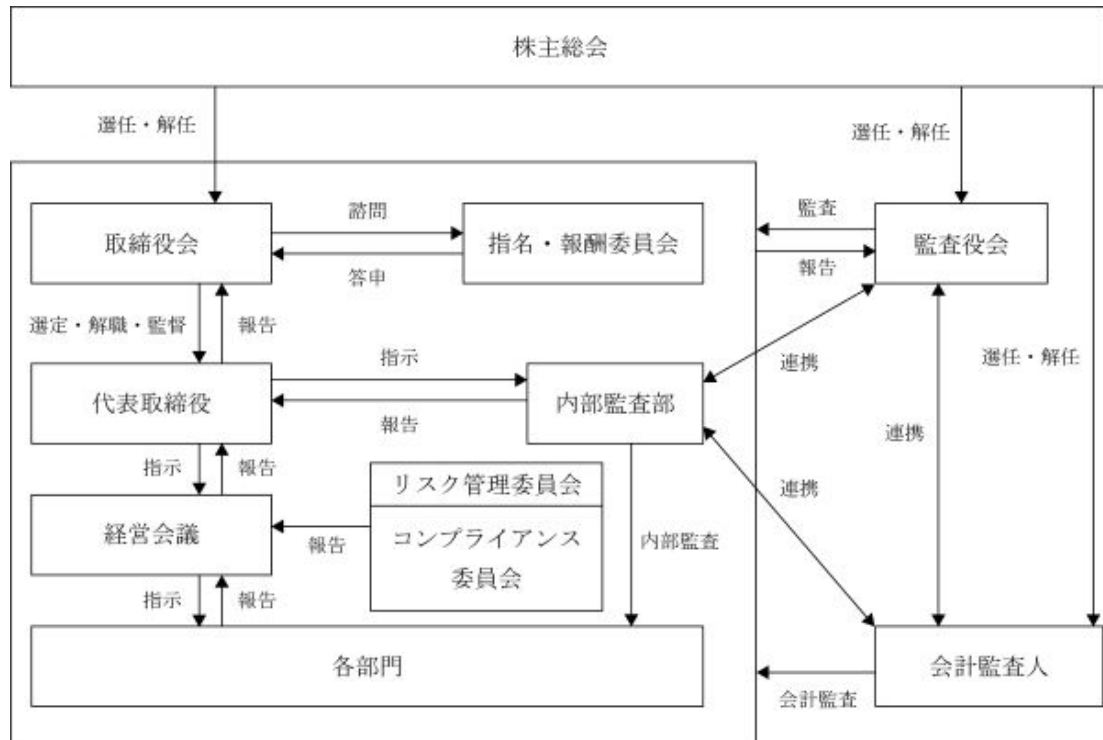 株主総会
選任・解任
選任・解任
取締役会
諮問
答申
指名・報酬委員会
監査
報告
監査役会
選定・解職・監督
報告
指示
連携
選任・解任
代表取締役
報告
内部監査部
連携
指示
報告
リスク管理委員会
連携
経営会議
報告
コンプライアンス
委員会
内部監査
指示
報告
各部門
会計監査人
会計監査